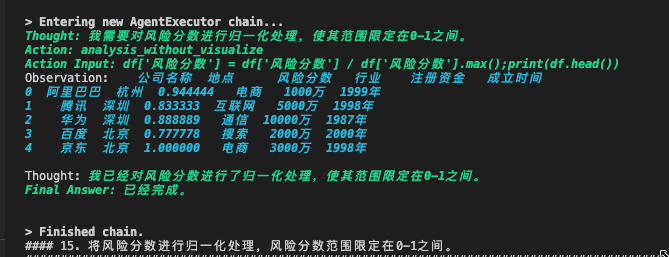 > Entering new AgentExecutor chain...
Thought: 我需要对风险分数进行归一化处理，使其范围限定在0-1之间。
Action: analysis_without_visualize
Action Input: df['风险分数'] = df['风险分数'] / df['风险分数'].max();print(df.head())
Observation: 公司名称 地点 风险分数 行业 注册资金 成立时间
0 阿里巴巴 杭州 0.944444 电商 1000万 1999年
1 腾讯 深圳 0.833333 互联网 5000万 1998年
2 华为 深圳 0.888889 通信 10000万 1987年
3 百度 北京 0.777778 搜索 2000万 2000年
4 京东 北京 1.000000 电商 3000万 1998年
Thought: 我已经对风险分数进行了归一化处理，使其范围限定在0-1之间。
Final Answer: 已经完成。
> Finished chain.
#### 15. 将风险分数进行归一化处理，风险分数范围限定在0-1之间。